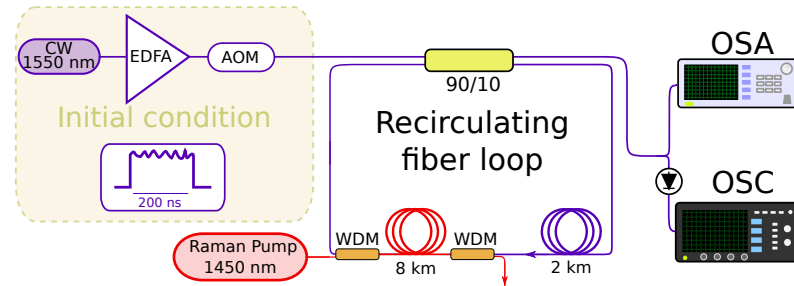 CW
1550 nm
EDFA
AOM
Initial condition
200 ns
90/10
Recirculating
fiber loop
OSA
OSC
Raman Pump
1450 nm
WDM
8 km
WDM
2 km